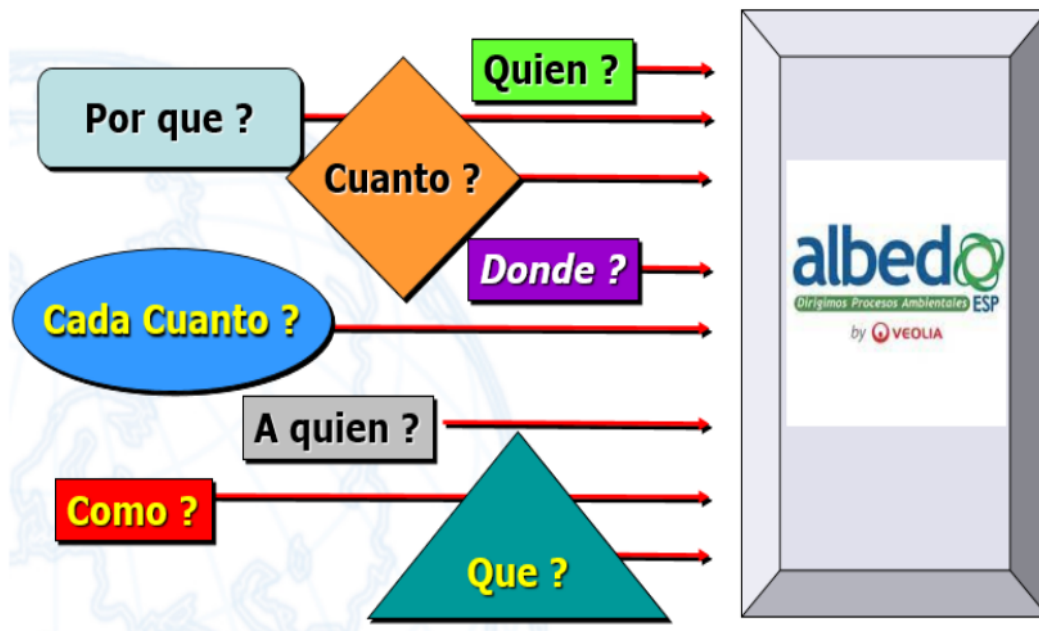 Quien ?
Por que ?
Cuanto ?
Donde ?
Cada Cuanto ?
A quien ?
Como ?
Que ?
albedo
Dirigimos Procesos Ambientales ESP
by VEOLIA